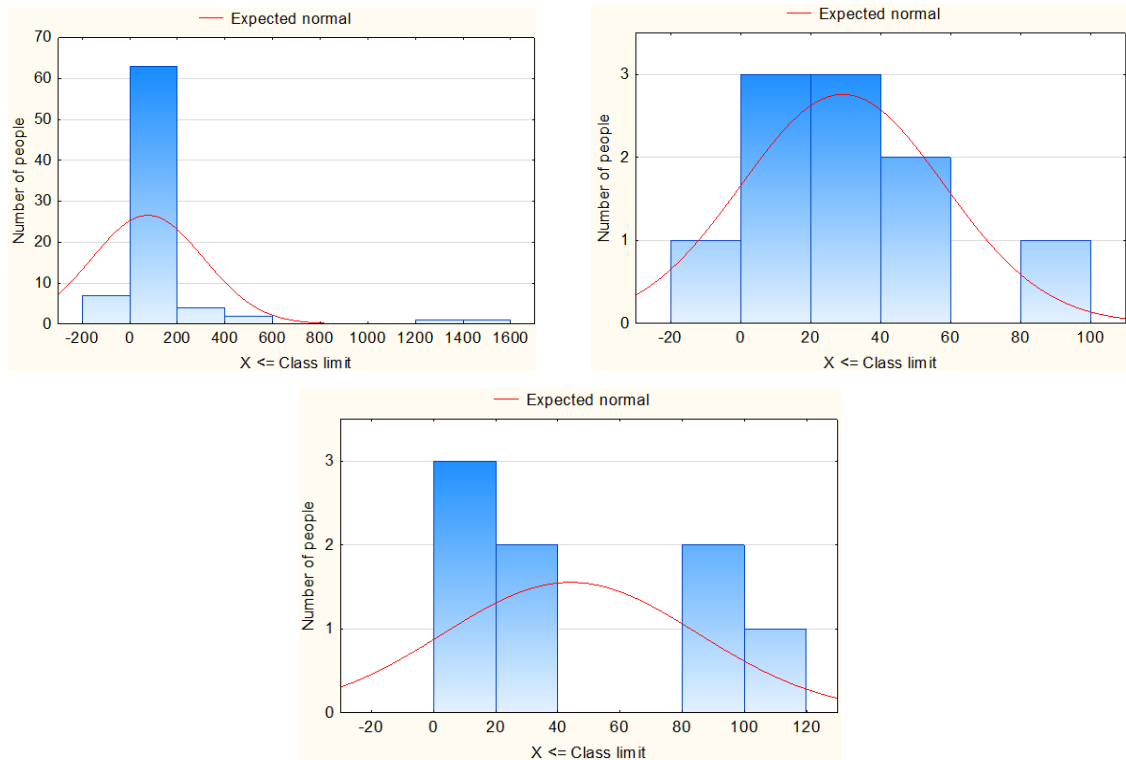 Expected normal
70
60
50
40
30
20
10
0
Number of people
-200 0 200 400 600 800 1000 1200 1400 1600
X <= Class limit
Expected normal
3
2
1
0
Number of people
-20 0 20 40 60 80 100
X <= Class limit
Expected normal
3
2
1
0
Number of people
-20 0 20 40 60 80 100 120
X <= Class limit